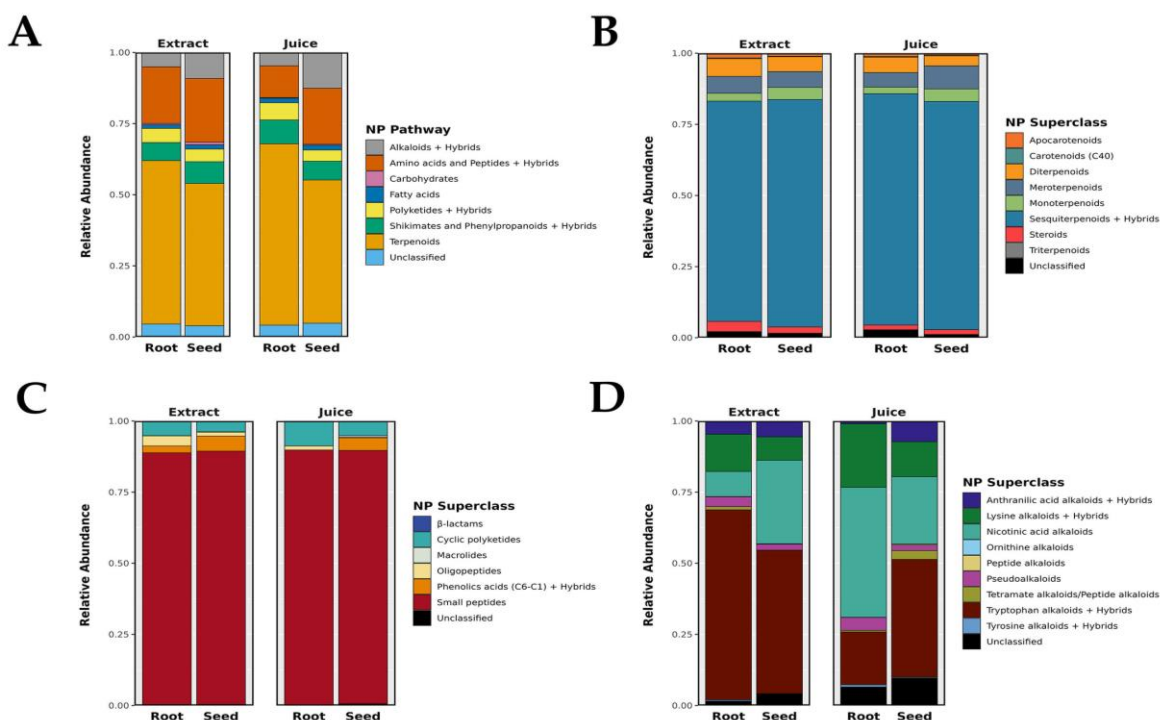 A
Extract
Juice
1.00
0.75
0.50
0.25
0.00
Relative Abundance
Root Seed
Root Seed
NP Pathway
Alkaloids + Hybrids
Amino acids and Peptides + Hybrids
Carbohydrates
Fatty acids
Polyketides + Hybrids
Shikimates and Phenylpropanoids + Hybrids
Terpenoids
Unclassified
B
Extract
Juice
1.00
0.75
0.50
0.25
0.00
Relative Abundance
Root Seed
Root Seed
NP Superclass
Apocarotenoids
Carotenoids (C40)
Diterpenoids
Meroterpenoids
Monoterpenoids
Sesquiterpenoids + Hybrids
Steroids
Triterpenoids
Unclassified
C
Extract
Juice
1.00
0.75
0.50
0.25
0.00
Relative Abundance
Root Seed
Root Seed
NP Superclass
β-lactams
Cyclic polyketides
Macrolides
Oligopeptides
Phenolics acids (C6-C1) + Hybrids
Small peptides
Unclassified
D
Extract
Juice
1.00
0.75
0.50
0.25
0.00
Relative Abundance
Root Seed
Root Seed
NP Superclass
Anthranilic acid alkaloids + Hybrids
Lysine alkaloids + Hybrids
Nicotinic acid alkaloids
Ornithine alkaloids
Peptide alkaloids
Pseudoalkaloids
Tetramate alkaloids/Peptide alkaloids
Tryptophan alkaloids + Hybrids
Tyrosine alkaloids + Hybrids
Unclassified